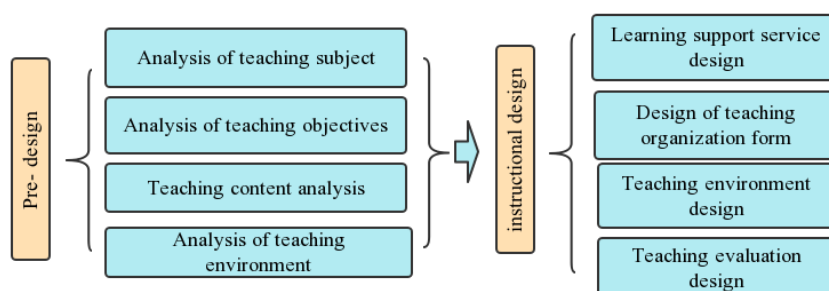 Pre- design
Analysis of teaching subject
Analysis of teaching objectives
Teaching content analysis
Analysis of teaching
environment
instructional design
Learning support service
design
Design of teaching
organization form
Teaching environment
design
Teaching evaluation
design